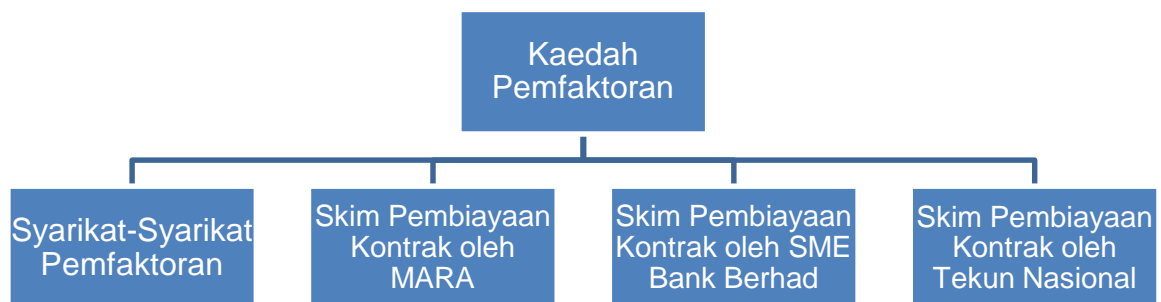 Kaedah
Pemfaktoran
Syarikat-Syarikat
Pemfaktoran
Skim Pembiayaan
Kontrak oleh
MARA
Skim Pembiayaan
Kontrak oleh SME
Bank Berhad
Skim Pembiayaan
Kontrak oleh
Tekun Nasional